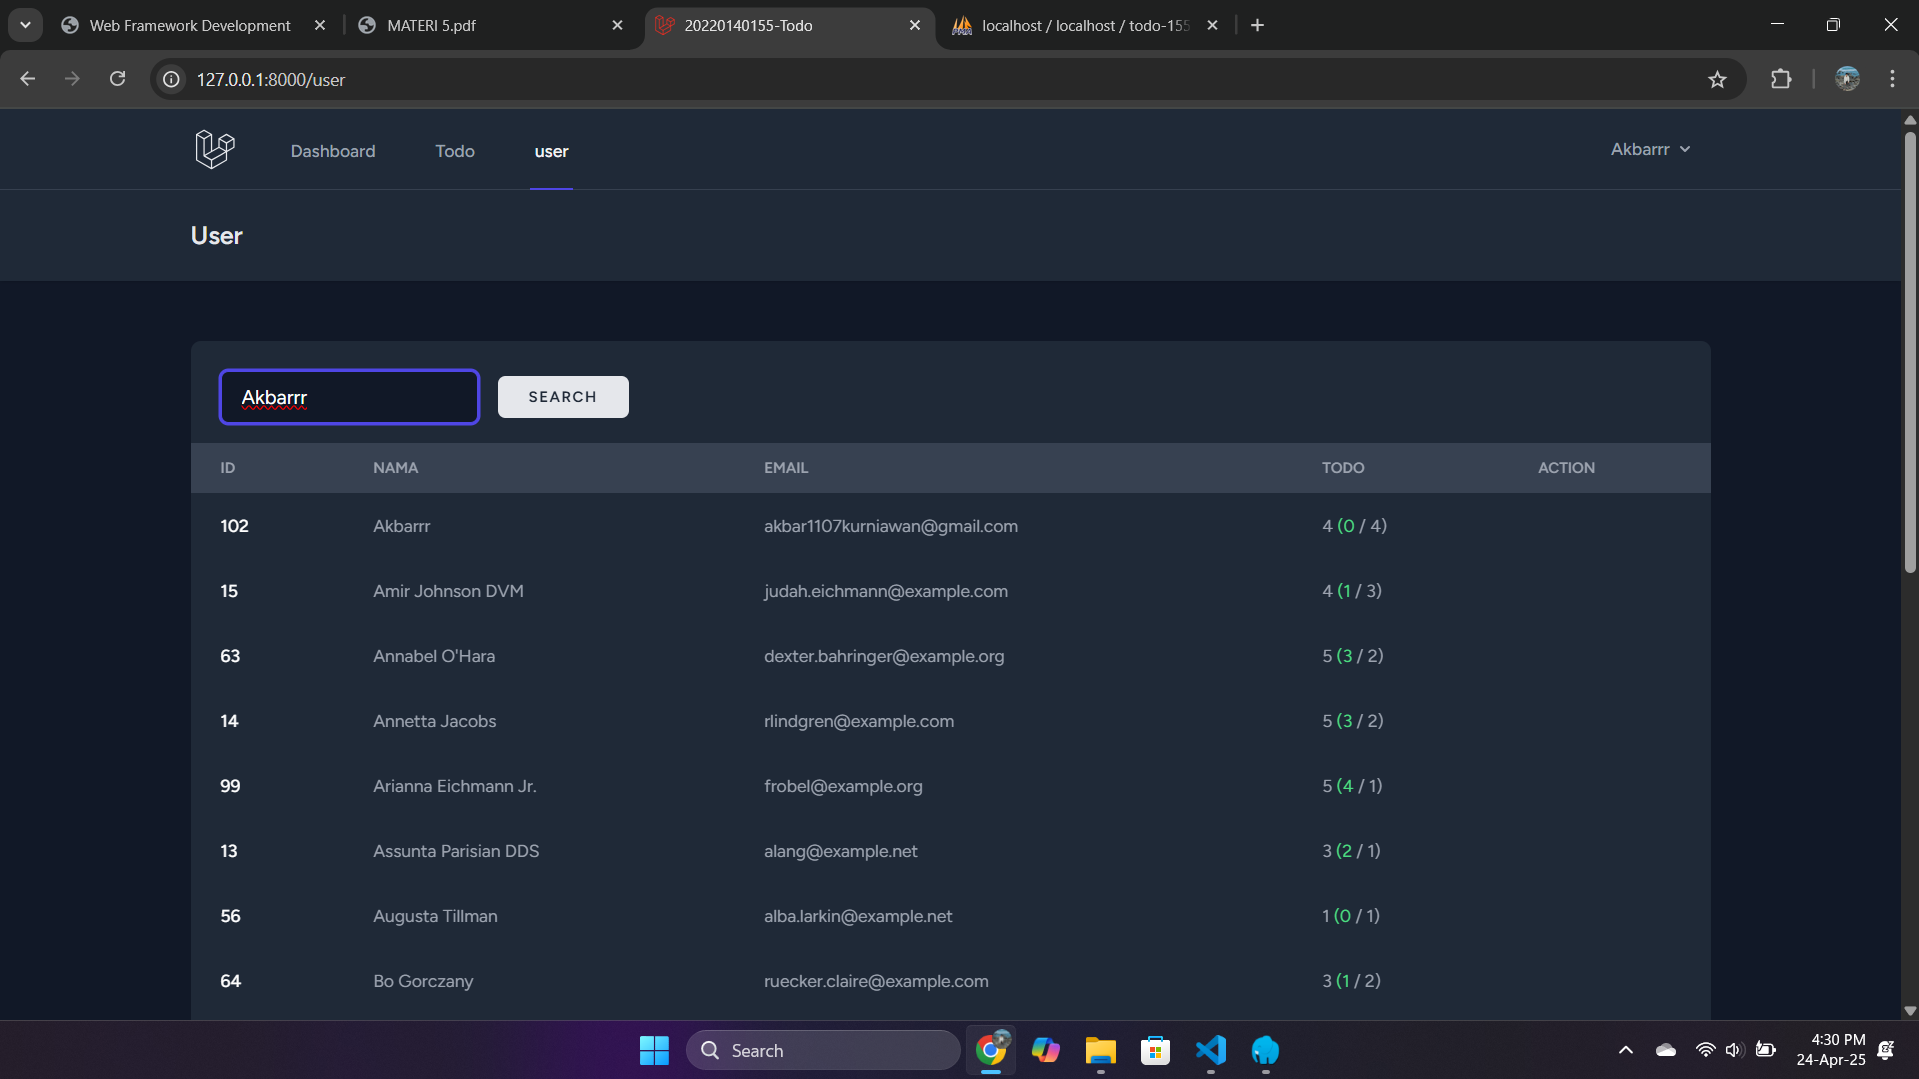 Web Framework Development
MATERI 5.pdf
20220140155-Todo
localhost / localhost / todo-155
127.0.0.1:8000/user
Dashboard Todo user Akbarrr
User
Akbarrr SEARCH
ID NAMA EMAIL TODO ACTION
102 Akbarrr akbar1107kurniawan@gmail.com 4 (0 / 4)
15 Amir Johnson DVM judah.eichmann@example.com 4 (1 / 3)
63 Annabel O'Hara dexter.bahringer@example.org 5 (3 / 2)
14 Annetta Jacobs rlindgren@example.com 5 (3 / 2)
99 Arianna Eichmann Jr. frobel@example.org 5 (4 / 1)
13 Assunta Parisian DDS alang@example.net 3 (2 / 1)
56 Augusta Tillman alba.larkin@example.net 1 (0 / 1)
64 Bo Gorczany ruecker.claire@example.com 3 (1 / 2)
Search
4:30 PM
24-Apr-25